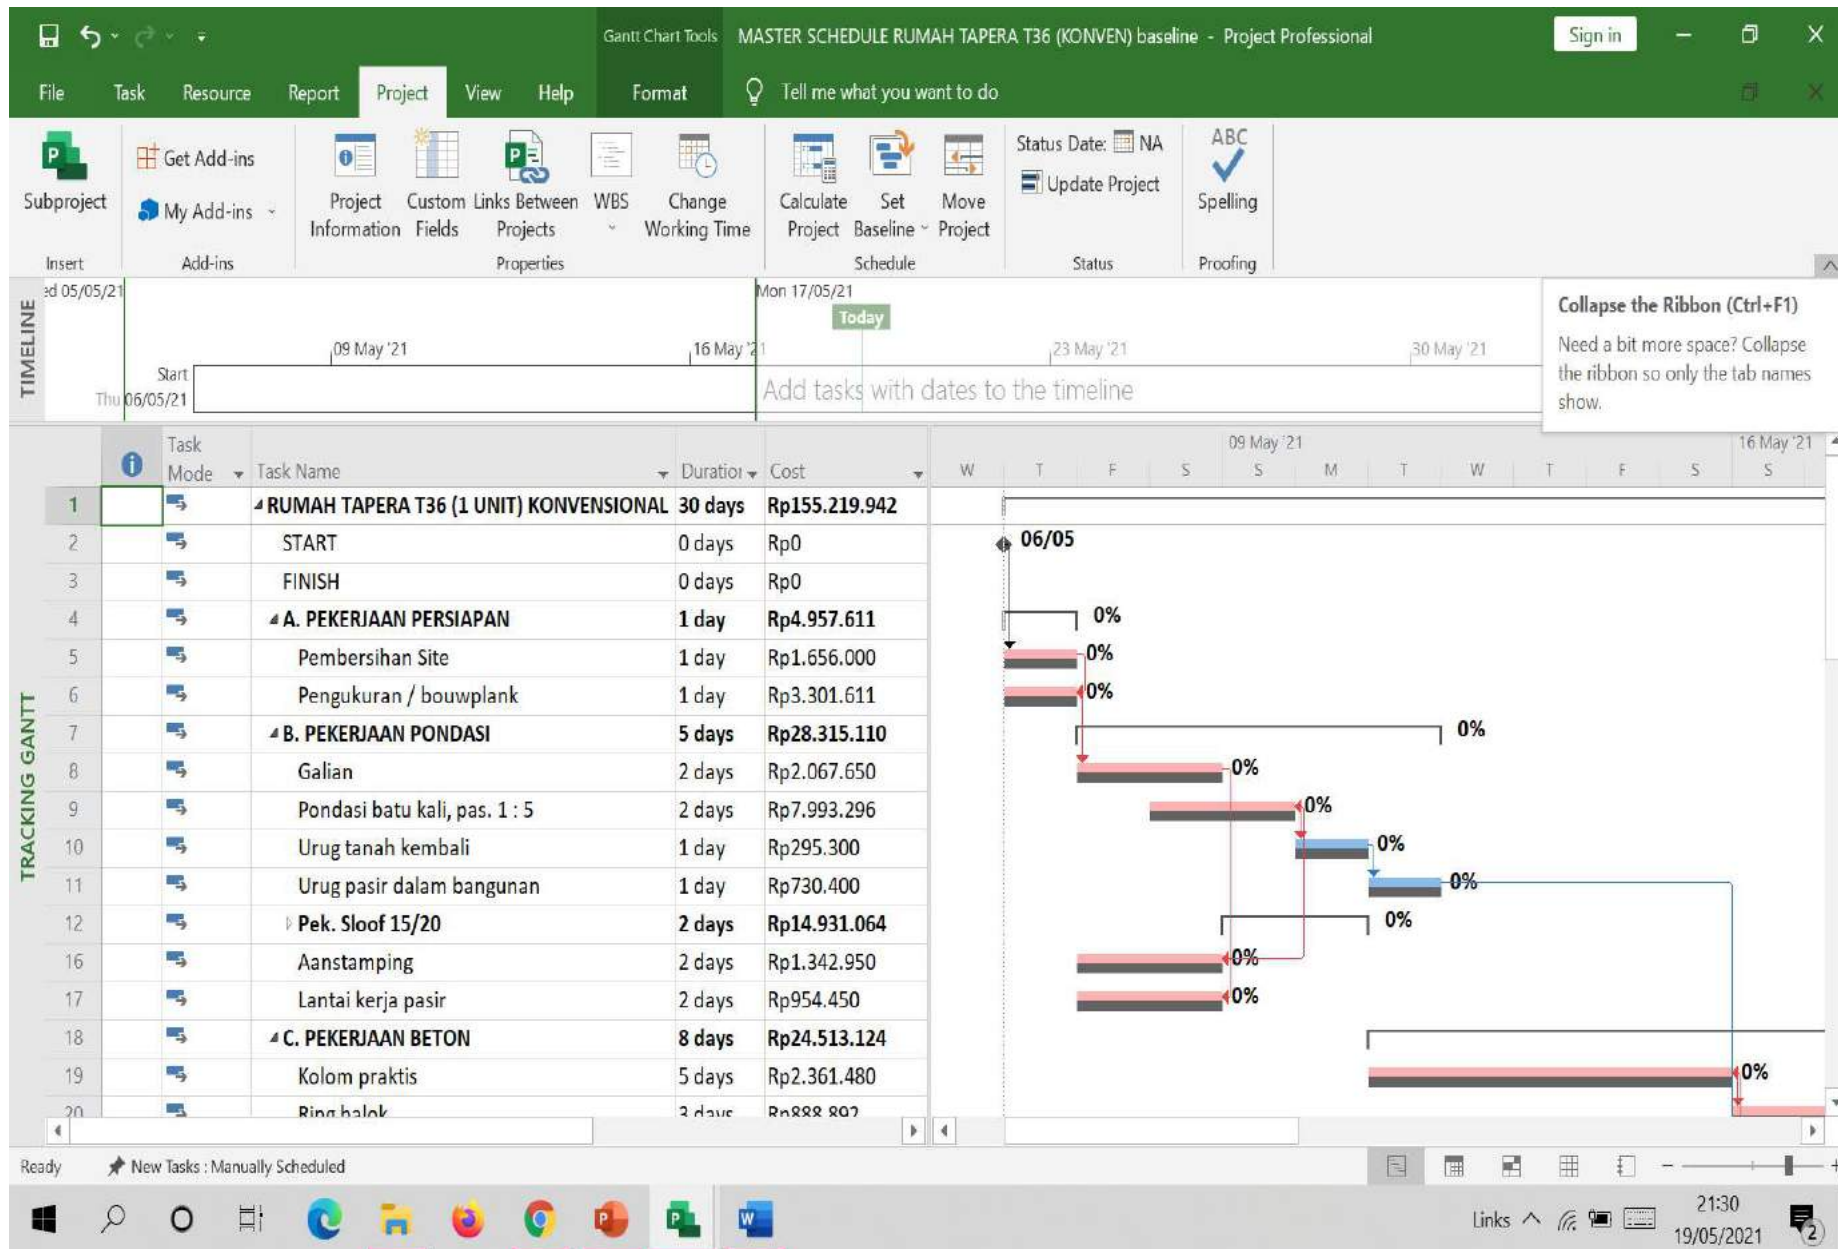 Gantt Chart Tools MASTER SCHEDULE RUMAH TAPERA T36 (KONVEN) baseline - Project Professional Sign in
File Task Resource Report Project View Help Format Tell me what you want to do
Subproject
Get Add-ins
My Add-ins
Project Information
Custom Fields
Links Between Projects
WBS
Change Working Time
Calculate Project
Set Baseline
Move Project
Status Date: NA
Update Project
ABC
Spelling
Insert Add-ins Properties Schedule Status Proofing
Collapse the Ribbon (Ctrl+F1)
Need a bit more space? Collapse
the ribbon so only the tab names
show.
TIMELINE
ed 05/05/21 Mon 17/05/21
Today
09 May '21 16 May '21 23 May '21 30 May '21
Start
Thu 06/05/21
Add tasks with dates to the timeline
TRACKING GANTT
Task Mode Task Name Duration Cost
09 May '21 16 May '21
W T F S S M T W T F S S
1 RUMAH TAPERA T36 (1 UNIT) KONVENSIONAL 30 days Rp155.219.942
2 START 0 days Rp0 06/05
3 FINISH 0 days Rp0
4 A. PEKERJAAN PERSIAPAN 1 day Rp4.957.611 0%
5 Pembersihan Site 1 day Rp1.656.000 0%
6 Pengukuran / bouwplank 1 day Rp3.301.611 0%
7 B. PEKERJAAN PONDASI 5 days Rp28.315.110 0%
8 Galian 2 days Rp2.067.650 0%
9 Pondasi batu kali, pas. 1 : 5 2 days Rp7.993.296 0%
10 Urug tanah kembali 1 day Rp295.300 0%
11 Urug pasir dalam bangunan 1 day Rp730.400 0%
12 Pek. Sloof 15/20 2 days Rp14.931.064 0%
16 Aanstamping 2 days Rp1.342.950 0%
17 Lantai kerja pasir 2 days Rp954.450 0%
18 C. PEKERJAAN BETON 8 days Rp24.513.124
19 Kolom praktis 5 days Rp2.361.480 0%
20 Ring balok 3 days Rp888.892
Ready New Tasks : Manually Scheduled
Links 21:30
19/05/2021
2